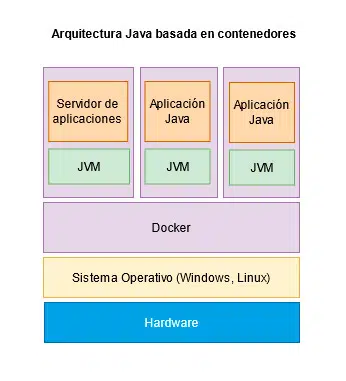 Arquitectura Java basada en contenedores
Servidor de
aplicaciones
Aplicación
Java
Aplicación
Java
JVM
JVM
JVM
Docker
Sistema Operativo (Windows, Linux)
Hardware